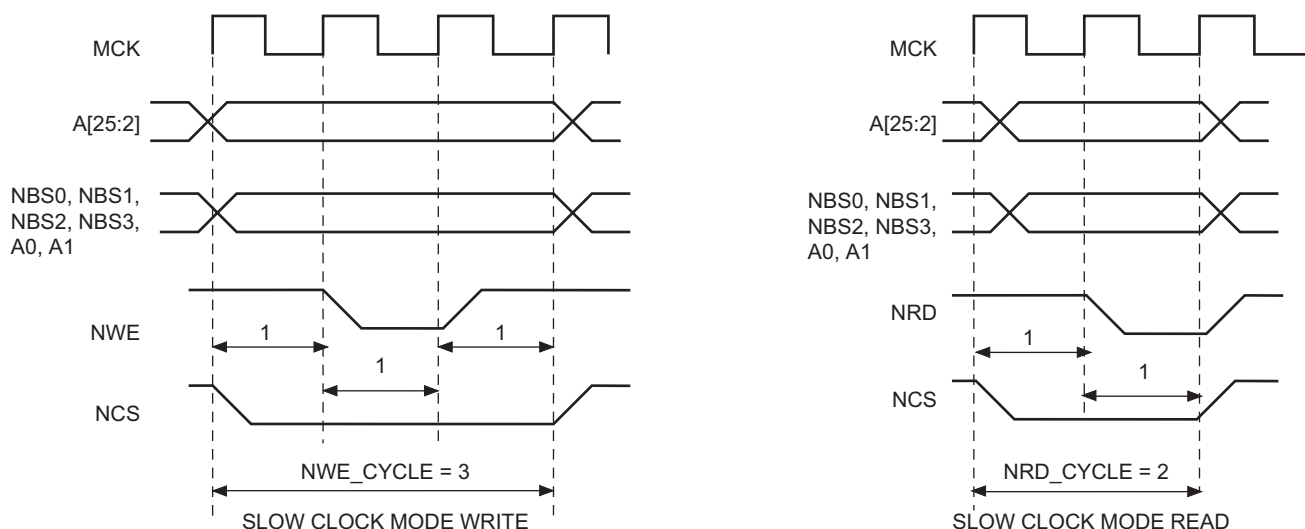 MCK
A[25:2]
NBS0, NBS1,
NBS2, NBS3,
A0, A1
NWE
1
1
1
NCS
NWE_CYCLE = 3
SLOW CLOCK MODE WRITE
MCK
A[25:2]
NBS0, NBS1,
NBS2, NBS3,
A0, A1
NRD
1
1
NCS
NRD_CYCLE = 2
SLOW CLOCK MODE READ